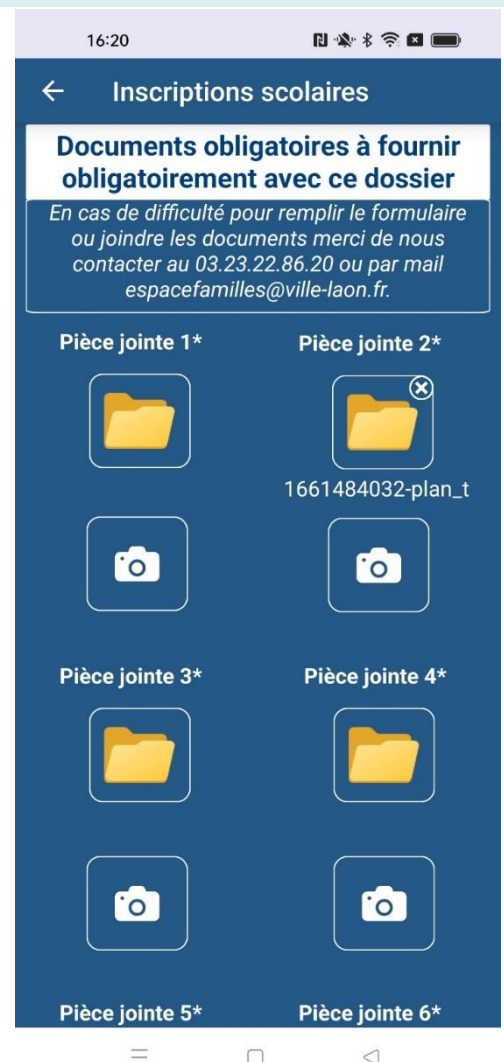 16:20
Inscriptions scolaires
Documents obligatoires à fournir
obligatoirement avec ce dossier
En cas de difficulté pour remplir le formulaire
ou joindre les documents merci de nous
contacter au 03.23.22.86.20 ou par mail
espacefamilles@ville-laon.fr.
Pièce jointe 1*
Pièce jointe 2*
1661484032-plan_t
Pièce jointe 3*
Pièce jointe 4*
Pièce jointe 5*
Pièce jointe 6*